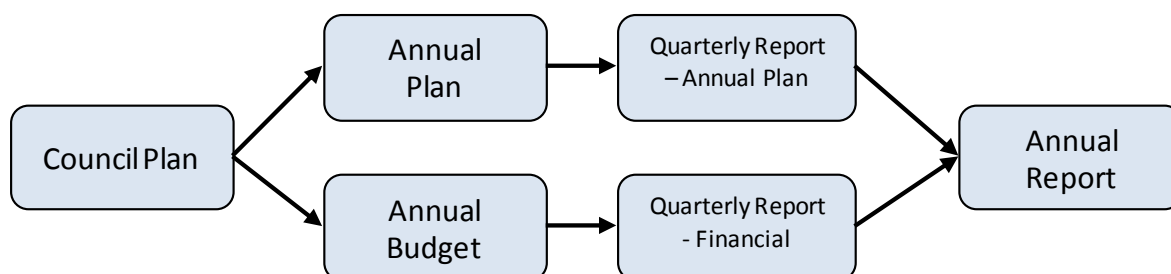 Council Plan
Annual
Plan
Quarterly Report
– Annual Plan
Annual
Budget
Quarterly Report
- Financial
Annual
Report